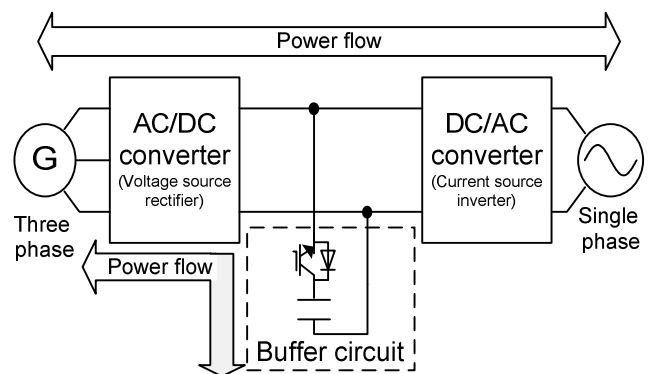 Power flow
AC/DC
converter
(Voltage source
rectifier)
DC/AC
converter
(Current source
inverter)
G
Three
phase
Single
phase
Power flow
Buffer circuit